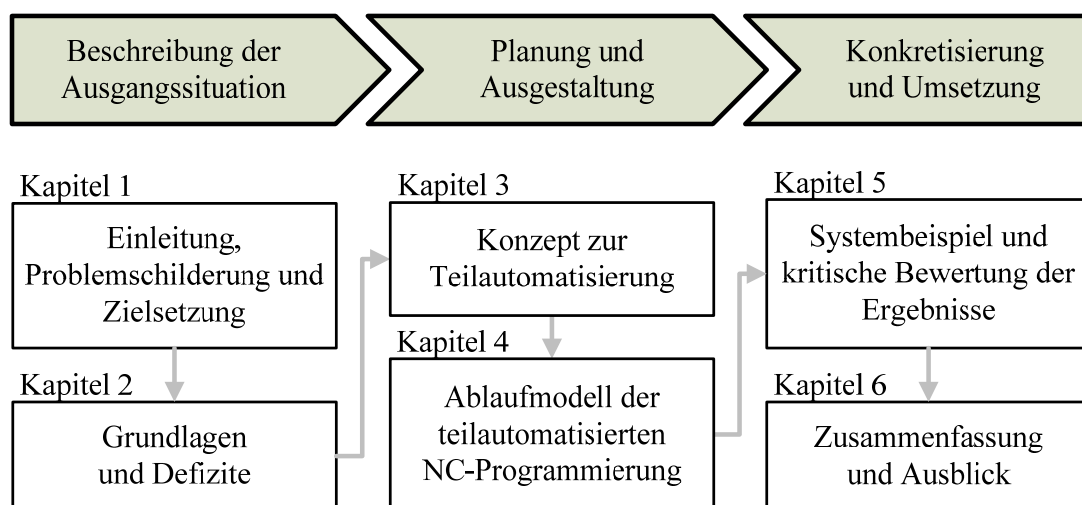 Beschreibung der
Ausgangssituation
Planung und
Ausgestaltung
Konkretisierung
und Umsetzung
Kapitel 1
Einleitung,
Problemschilderung und
Zielsetzung
Kapitel 2
Grundlagen
und Defizite
Kapitel 3
Konzept zur
Teilautomatisierung
Kapitel 4
Ablaufmodell der
teilautomatisierten
NC-Programmierung
Kapitel 5
Systembeispiel und
kritische Bewertung der
Ergebnisse
Kapitel 6
Zusammenfassung
und Ausblick